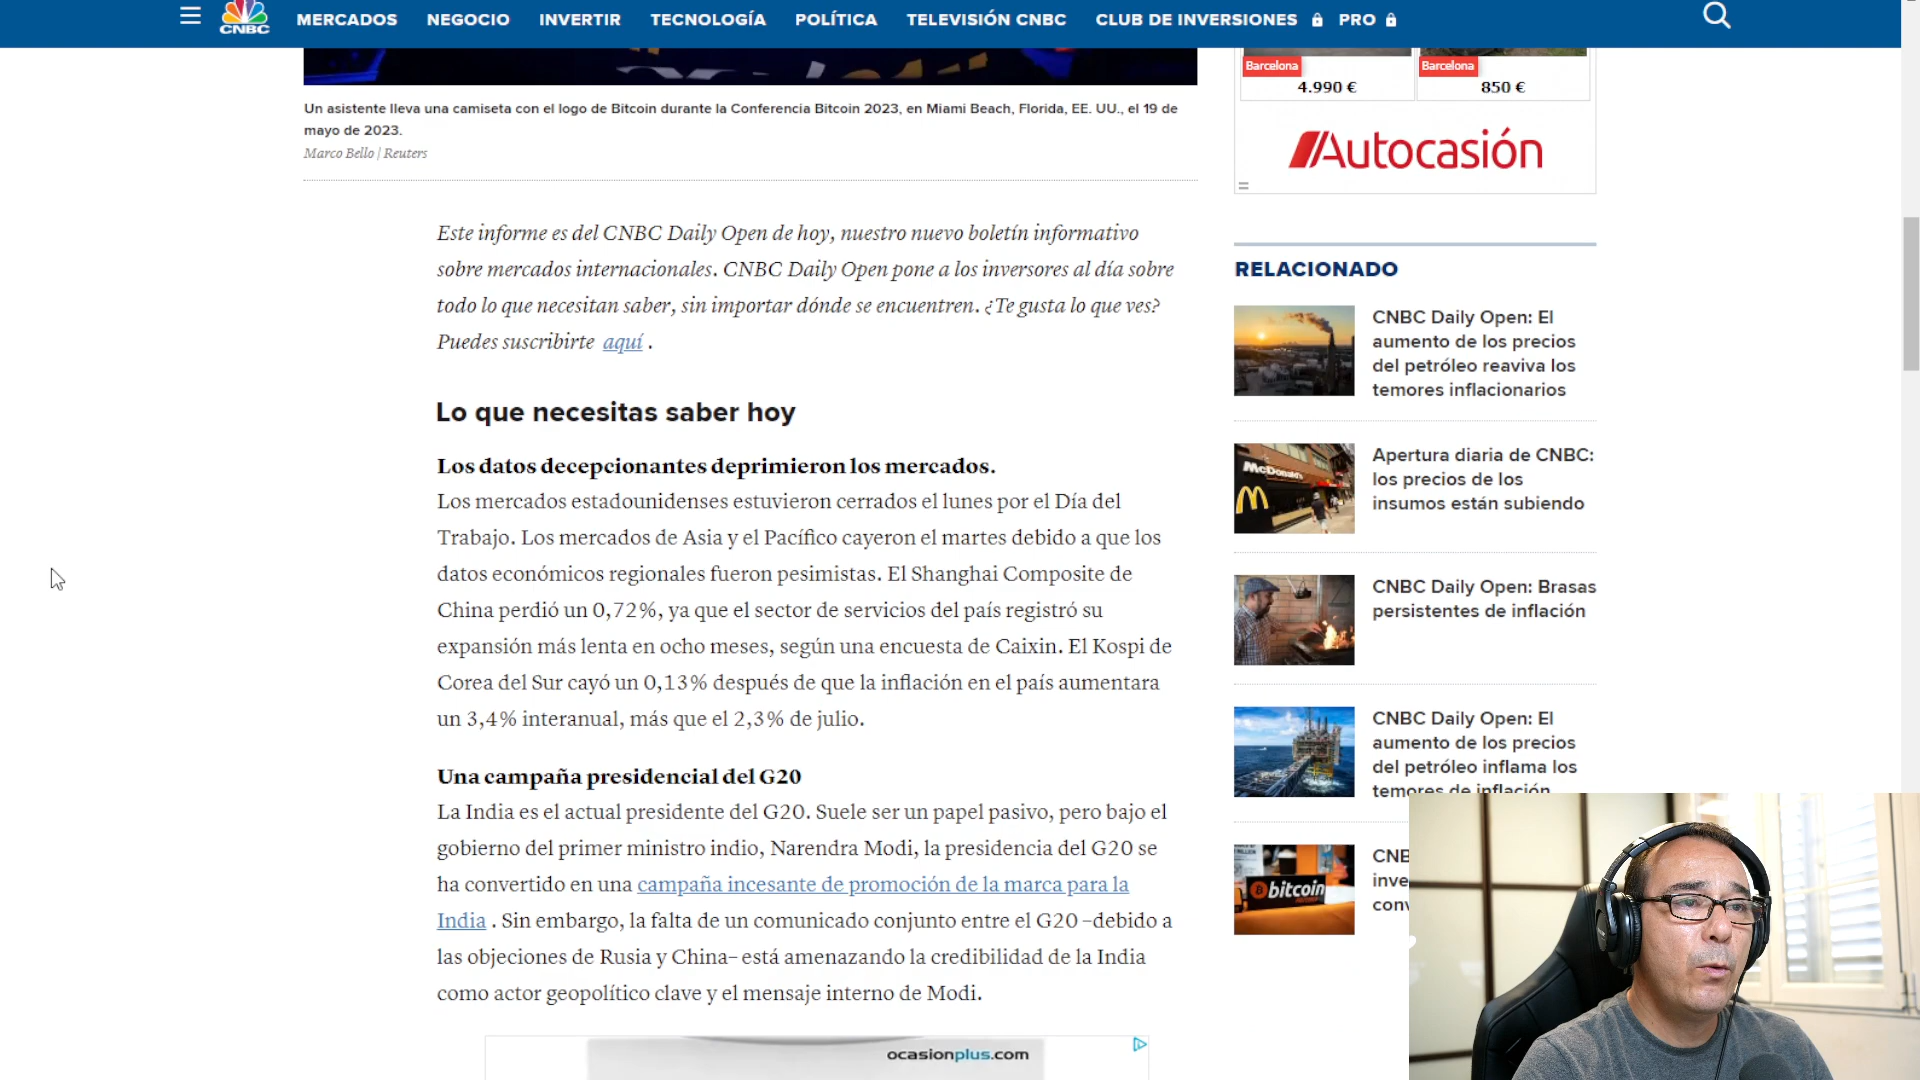 CNBC
MERCADOS NEGOCIO INVERTIR TECNOLOGÍA POLÍTICA TELEVISIÓN CNBC CLUB DE INVERSIONES PRO
Un asistente lleva una camiseta con el logo de Bitcoin durante la Conferencia Bitcoin 2023, en Miami Beach, Florida, EE. UU., el 19 de
mayo de 2023.
Marco Bello | Reuters
Este informe es del CNBC Daily Open de hoy, nuestro nuevo boletín informativo
sobre mercados internacionales. CNBC Daily Open pone a los inversores al día sobre
todo lo que necesitan saber, sin importar dónde se encuentren. ¿Te gusta lo que ves?
Puedes suscribirte aquí .
Lo que necesitas saber hoy
Los datos decepcionantes deprimieron los mercados.
Los mercados estadounidenses estuvieron cerrados el lunes por el Día del
Trabajo. Los mercados de Asia y el Pacífico cayeron el martes debido a que los
datos económicos regionales fueron pesimistas. El Shanghai Composite de
China perdió un 0,72%, ya que el sector de servicios del país registró su
expansión más lenta en ocho meses, según una encuesta de Caixin. El Kospi de
Corea del Sur cayó un 0,13% después de que la inflación en el país aumentara
un 3,4% interanual, más que el 2,3% de julio.
Una campaña presidencial del G20
La India es el actual presidente del G20. Suele ser un papel pasivo, pero bajo el
gobierno del primer ministro indio, Narendra Modi, la presidencia del G20 se
ha convertido en una campaña incesante de promoción de la marca para la
India . Sin embargo, la falta de un comunicado conjunto entre el G20 –debido a
las objeciones de Rusia y China– está amenazando la credibilidad de la India
como actor geopolítico clave y el mensaje interno de Modi.
ocasionplus.com
Barcelona Barcelona
4.990 € 850 €
Autocasión
RELACIONADO
CNBC Daily Open: El
aumento de los precios
del petróleo reaviva los
temores inflacionarios
McDonald's
Apertura diaria de CNBC:
los precios de los
insumos están subiendo
CNBC Daily Open: Brasas
persistentes de inflación
CNBC Daily Open: El
aumento de los precios
del petróleo inflama los
temores de inflación
bitcoin
CNB
inve
conv